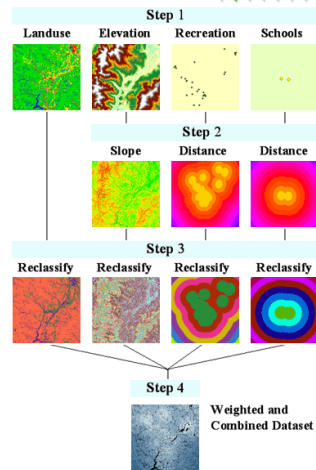 Step 1
Landuse Elevation Recreation Schools
Step 2
Slope Distance Distance
Step 3
Reclassify Reclassify Reclassify Reclassify
Step 4
Weighted and
Combined Dataset